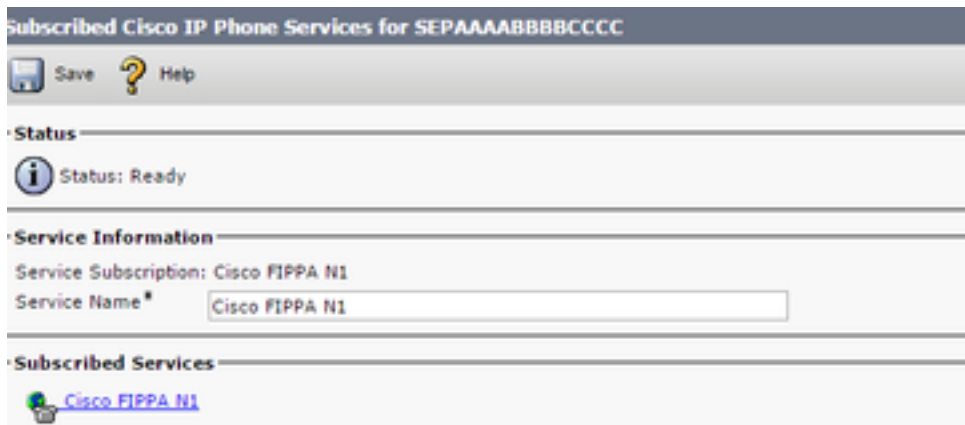 Subscribed Cisco IP Phone Services for SEPAAAABBBBCCCC
Save Help
Status
Status: Ready
Service Information
Service Subscription: Cisco FIPPA N1
Service Name* Cisco FIPPA N1
Subscribed Services
Cisco FIPPA N1